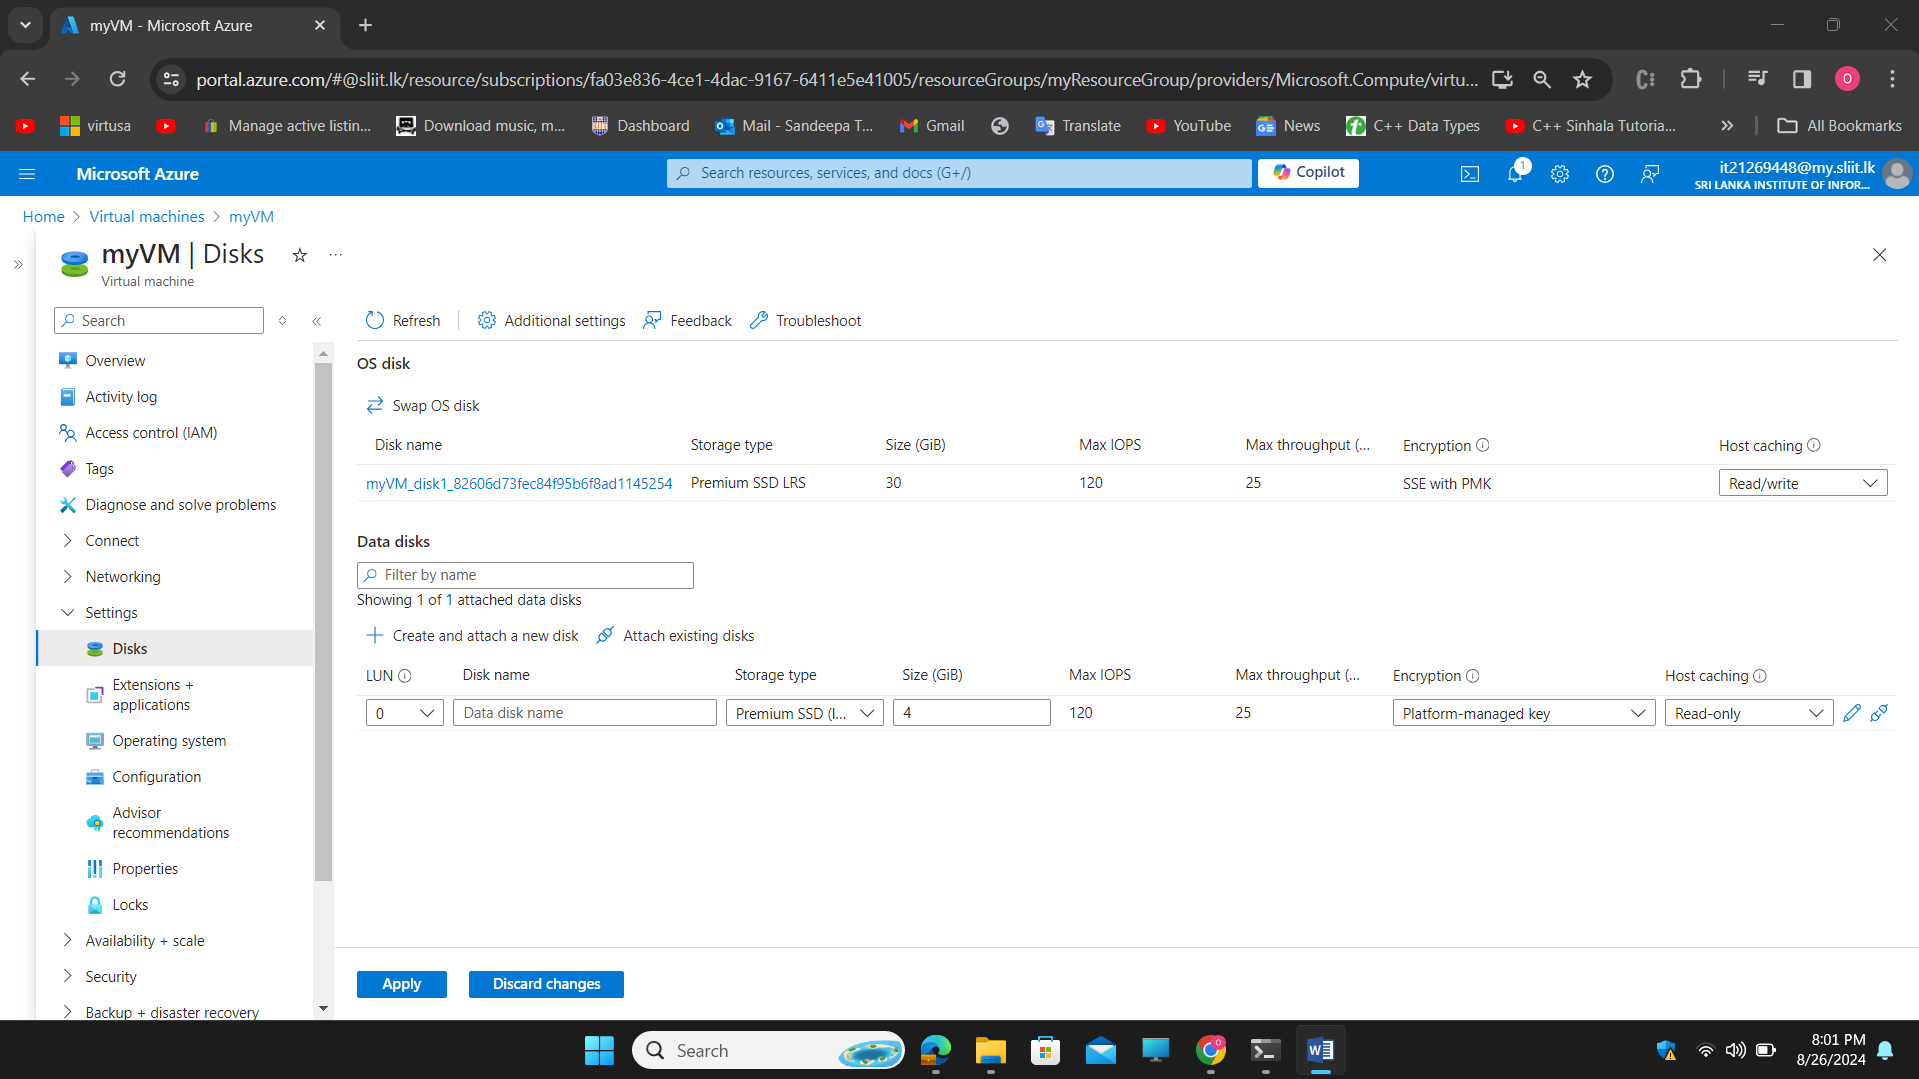 myVM - Microsoft Azure
portal.azure.com/#@sliit.lk/resource/subscriptions/fa03e836-4ce1-4dac-9167-6411e5e41005/resourceGroups/myResourceGroup/providers/Microsoft.Compute/virtu...
O
virtusa
Manage active listin...
Download music, m...
Dashboard
Mail - Sandeepa T...
Gmail
Translate
YouTube
News
C++ Data Types
C++ Sinhala Tutoria...
All Bookmarks
Microsoft Azure
Search resources, services, and docs (G+/)
Copilot
1
it21269448@my.sliit.lk
SRI LANKA INSTITUTE OF INFOR...
Home > Virtual machines > myVM
myVM | Disks
Virtual machine
Search
Overview
Activity log
Access control (IAM)
Tags
Diagnose and solve problems
Connect
Networking
Settings
Disks
Extensions +
applications
Operating system
Configuration
Advisor
recommendations
Properties
Locks
Availability + scale
Security
Backup + disaster recovery
Refresh
Additional settings
Feedback
Troubleshoot
OS disk
Swap OS disk
Disk name Storage type Size (GiB) Max IOPS Max throughput (... Encryption Host caching
myVM_disk1_82606d73fec84f95b6f8ad1145254 Premium SSD LRS 30 120 25 SSE with PMK Read/write
Data disks
Filter by name
Showing 1 of 1 attached data disks
Create and attach a new disk
Attach existing disks
LUN Disk name Storage type Size (GiB) Max IOPS Max throughput (... Encryption Host caching
0 Data disk name Premium SSD (l... 4 120 25 Platform-managed key Read-only
Apply
Discard changes
Search
8:01 PM
8/26/2024